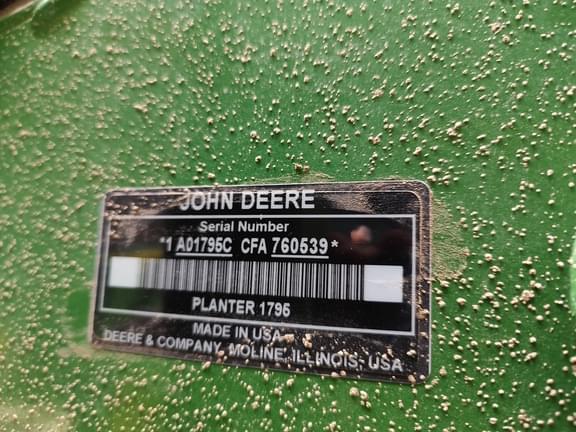 JOHN DEERE
Serial Number
*1 A01795C CFA 760539*
PLANTER 1795
MADE IN USA
DEERE & COMPANY, MOLINE, ILLINOIS, USA